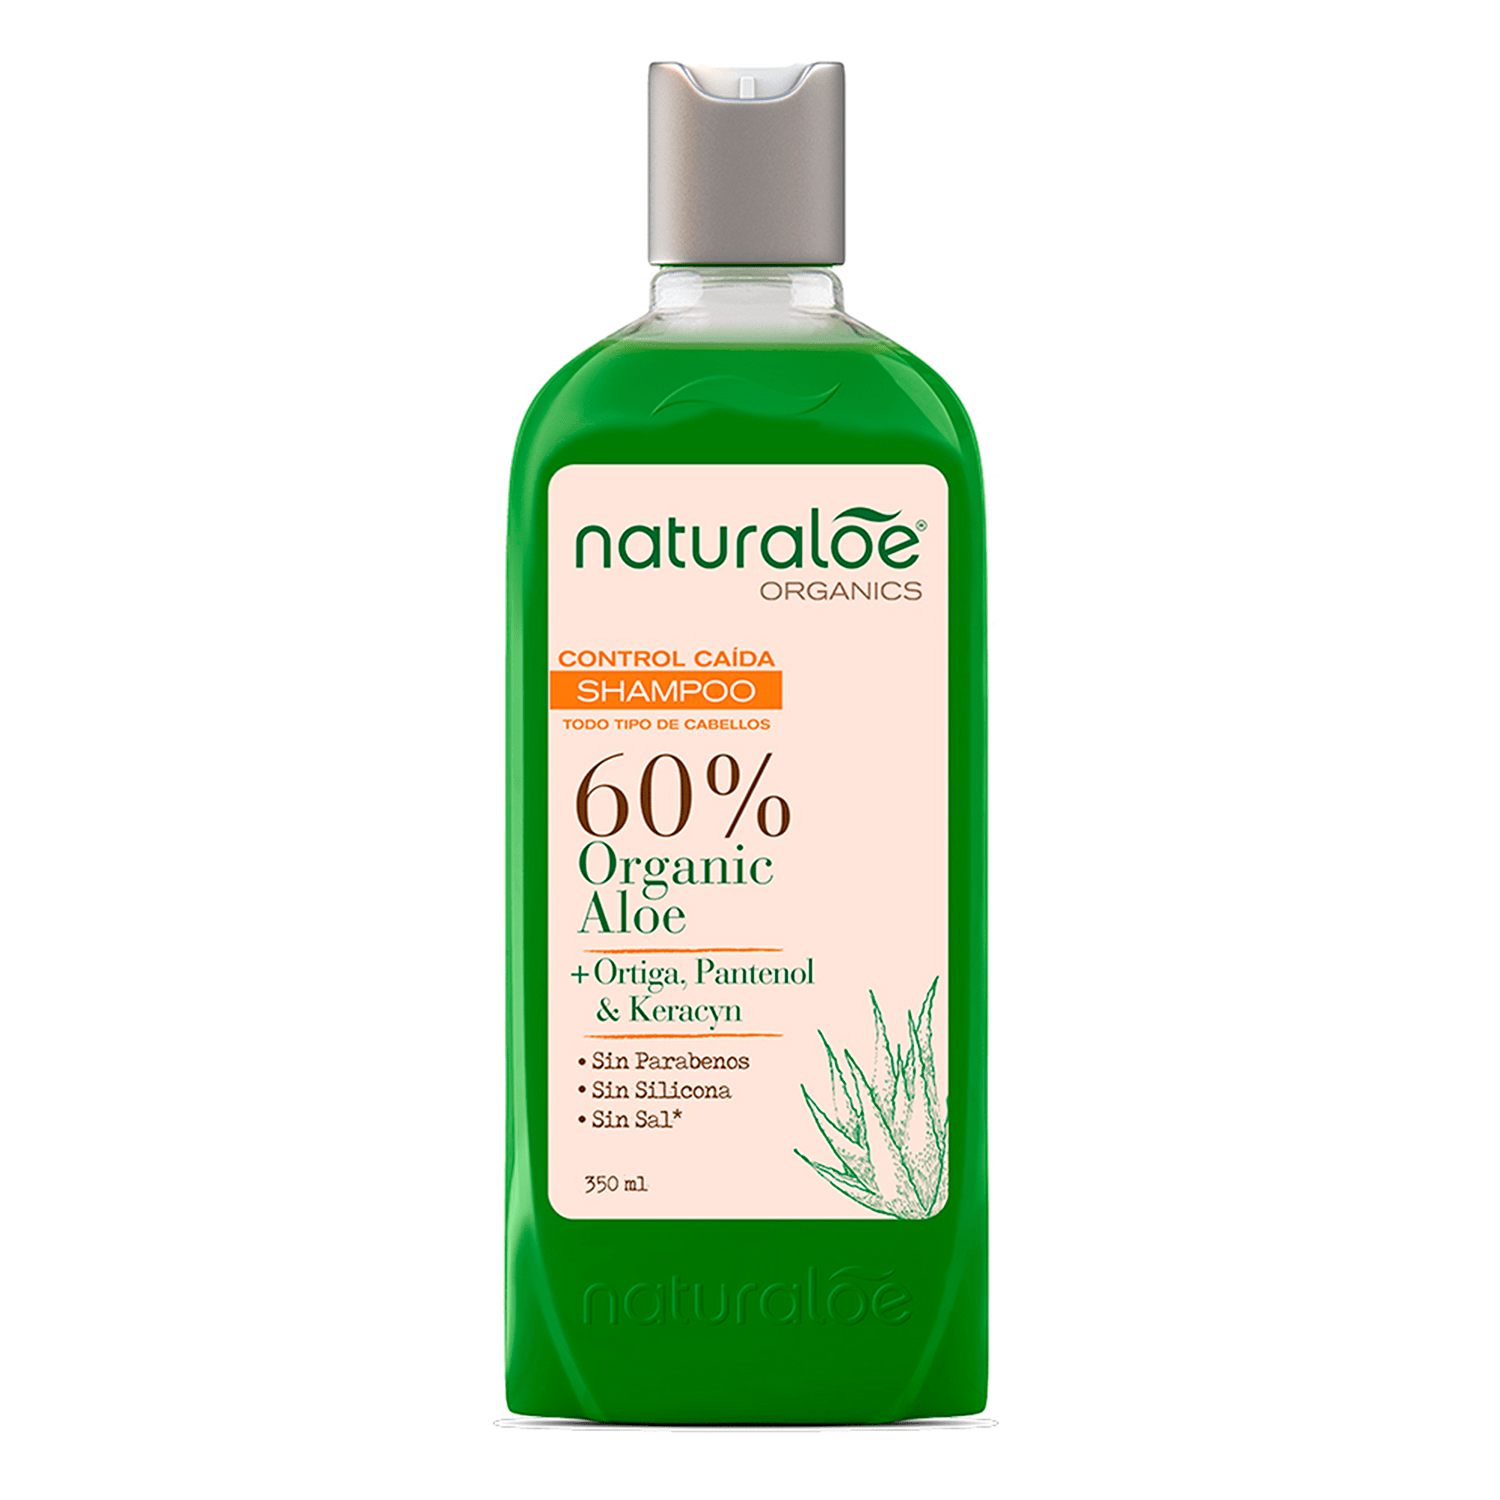 naturaloe®
ORGANICS
CONTROL CAÍDA
SHAMPOO
TODO TIPO DE CABELLOS
60%
Organic
Aloe
+Ortiga, Pantenol
& Keracyn
• Sin Parabenos
• Sin Silicona
• Sin Sal*
350 ml
naturaloe